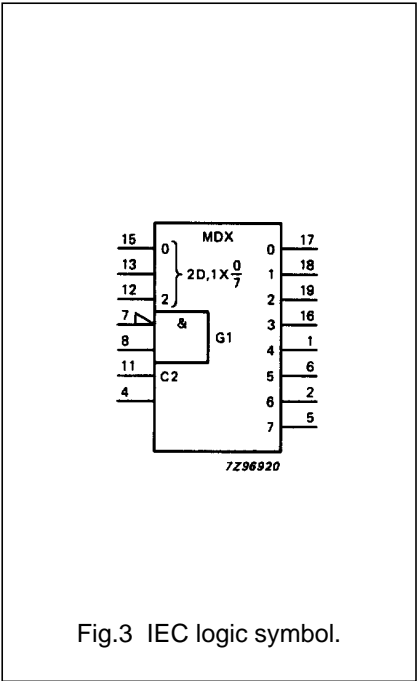 MDX
15 0 0 17
13 2D,1X 0/7 1 18
12 2 2 19
7 & 3 16
8 G1 4 1
11 C2 5 6
4 6 2
7 5
7Z96920
Fig.3 IEC logic symbol.